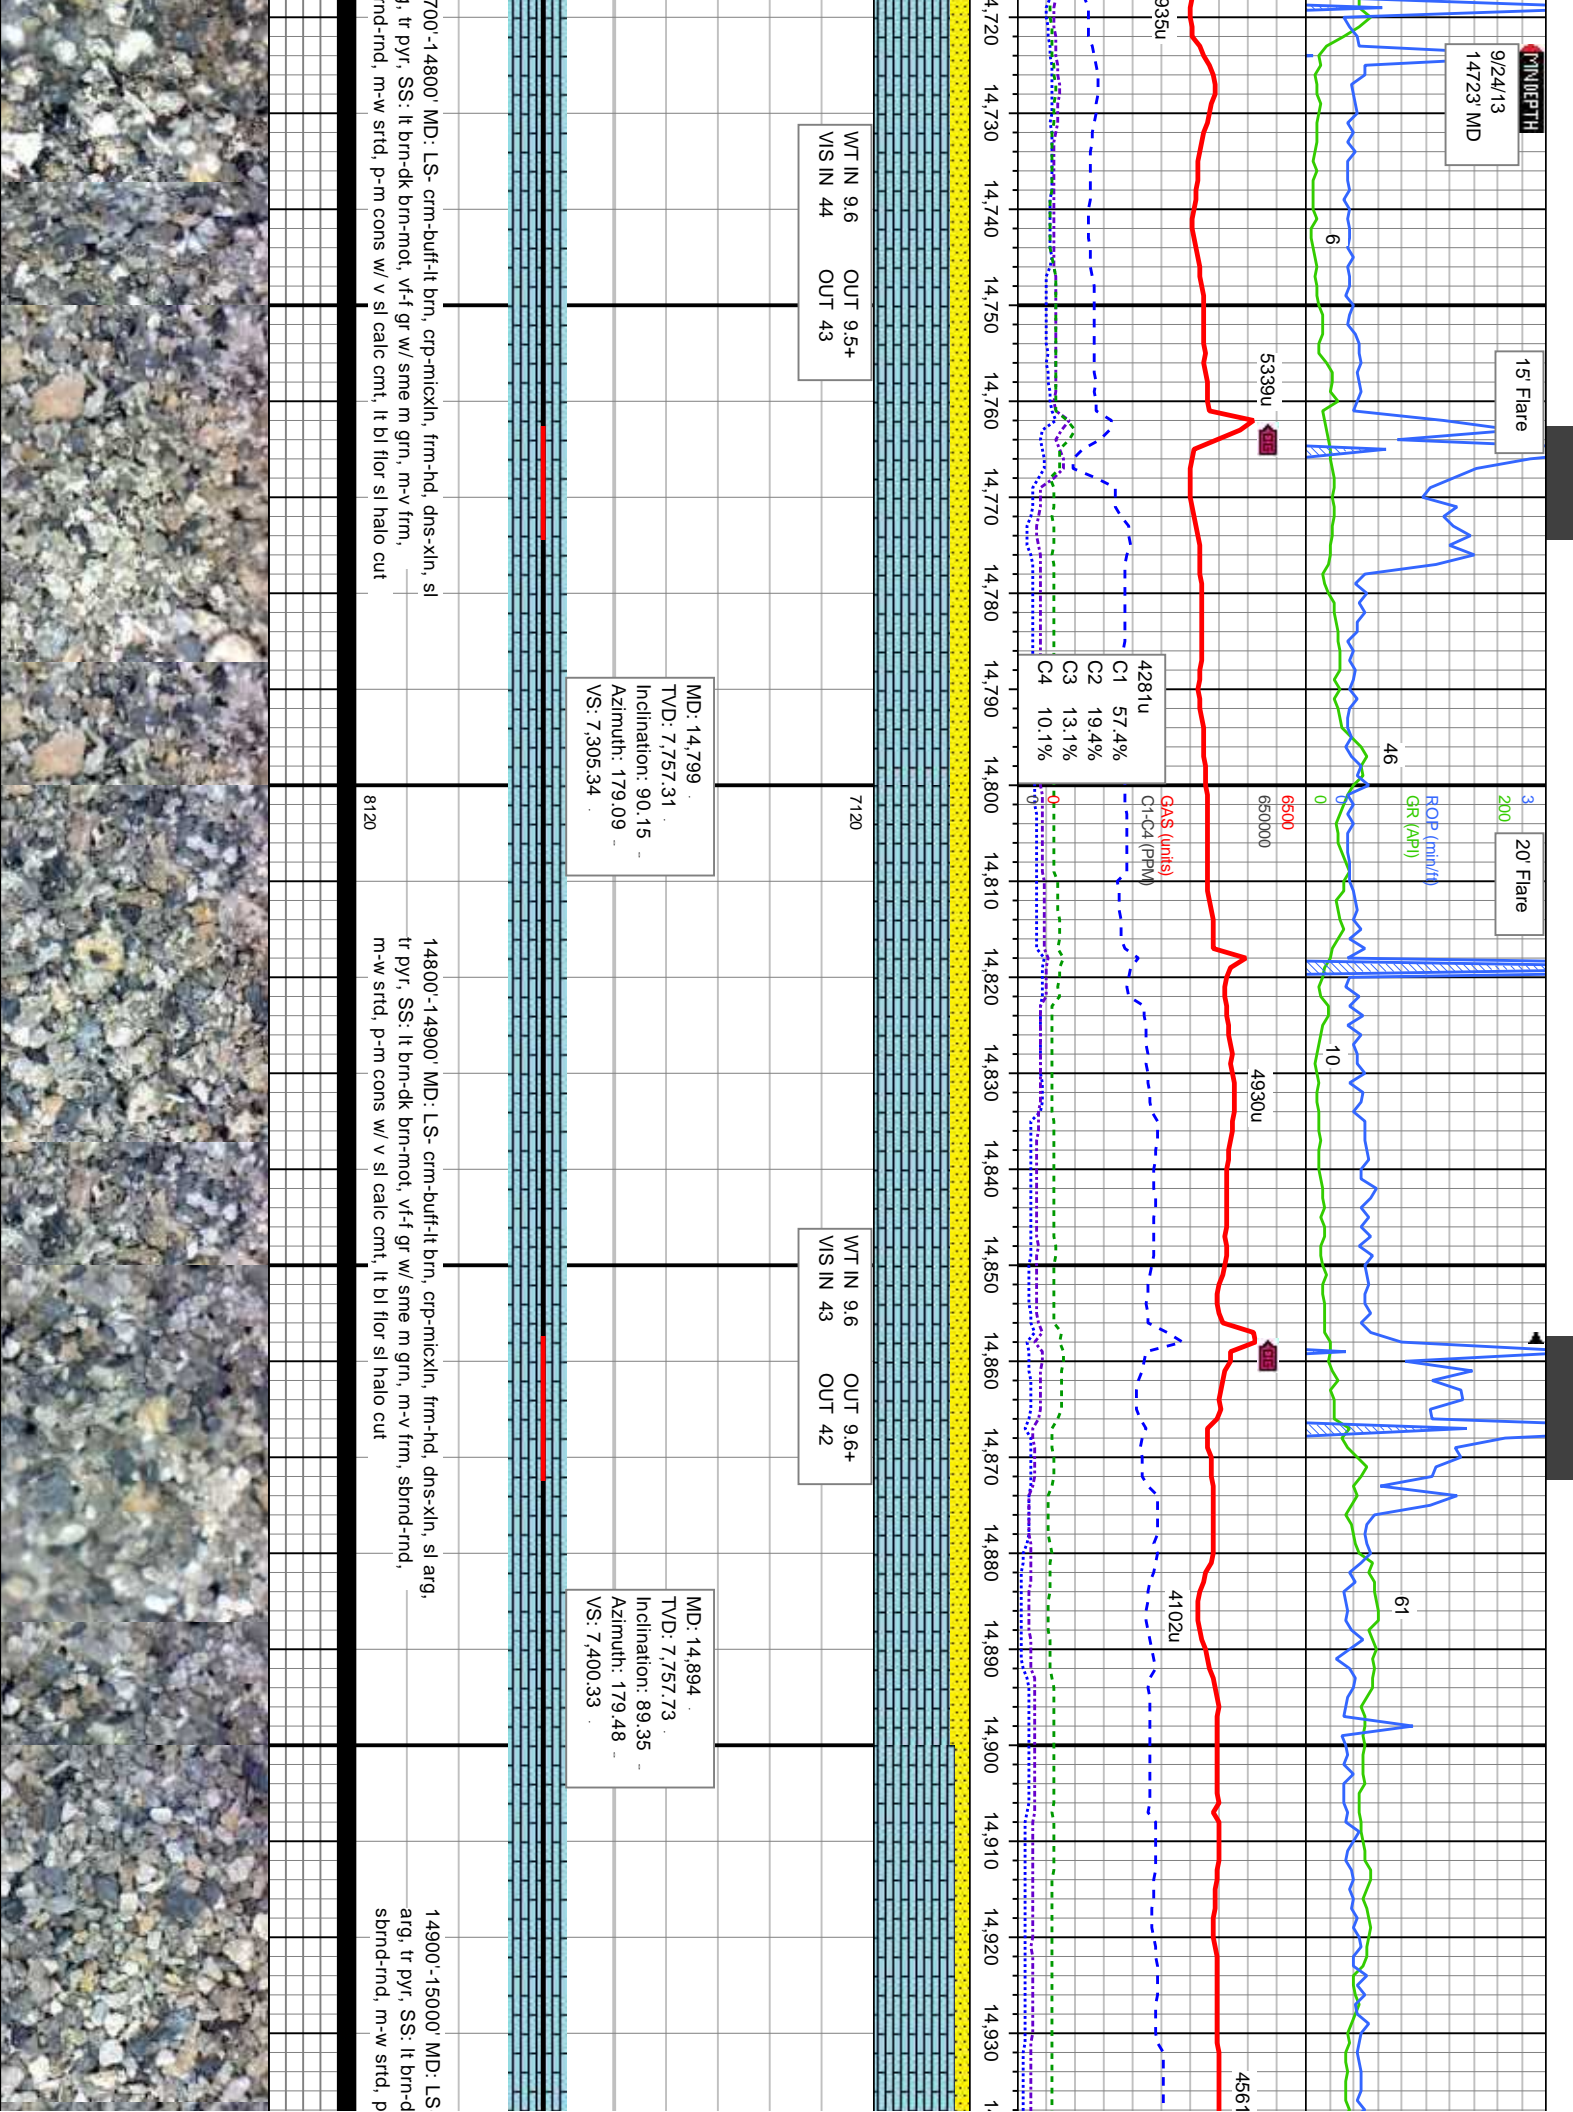 MNDEPTH
9/24/13
14723' MD
15' Flare
20' Flare
3
200
ROP (min/ft)
GR (API)
0
0
6
46
10
61
6500
650000
GAS (units)
C1-C4 (PPM)
0
0
935u
5339u
4930u
4102u
4561
4281u
C1 57.4%
C2 19.4%
C3 13.1%
C4 10.1%
14,730
14,740
14,750
14,760
14,770
14,780
14,790
14,800
14,810
14,820
14,830
14,840
14,850
14,860
14,870
14,880
14,890
14,900
14,910
14,920
14,930
WT IN 9.6 OUT 9.5+
VIS IN 44 OUT 43
WT IN 9.6 OUT 9.6+
VIS IN 43 OUT 42
7120
8120
MD: 14,799
TVD: 7,757.31
Inclination: 90.15
Azimuth: 179.09
VS: 7,305.34
MD: 14,894
TVD: 7,757.73
Inclination: 89.35
Azimuth: 179.48
VS: 7,400.33
700'-14800' MD: LS- crm-buff-lt brn, crp-micxln, frm-hd, dns-xln, sl
, tr pyr, SS: lt brn-dk brn-mot, vf-f gr w/ sme m grn, m-v frm,
rnd-rnd, m-w srtd, p-m cons w/ v sl calc cmt, lt bl flor sl halo cut
14800'-14900' MD: LS- crm-buff-lt brn, crp-micxln, frm-hd, dns-xln, sl arg,
tr pyr, SS: lt brn-dk brn-mot, vf-f gr w/ sme m grn, m-v frm, sbrnd-rnd,
m-w srtd, p-m cons w/ v sl calc cmt, lt bl flor sl halo cut
14900'-15000' MD: LS
arg, tr pyr, SS: lt brn-d
sbrnd-rnd, m-w srtd, p